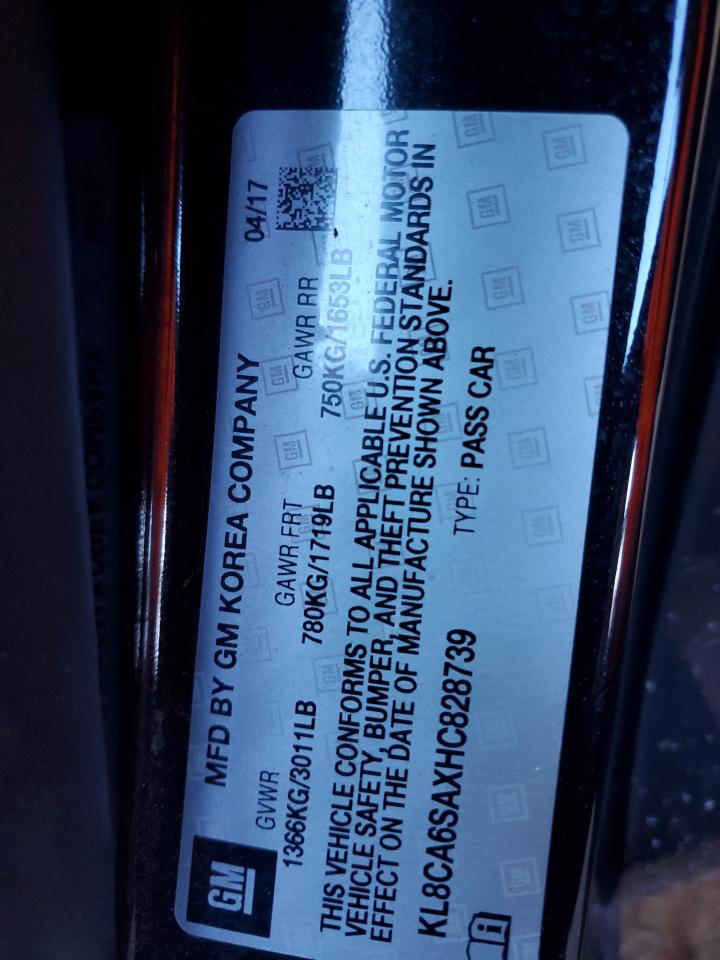 GM
MFD BY GM KOREA COMPANY
04/17
GVWR GAWR FRT GAWR RR
1366KG/3011LB 780KG/1719LB 750KG/1653LB
THIS VEHICLE CONFORMS TO ALL APPLICABLE U.S. FEDERAL MOTOR
VEHICLE SAFETY, BUMPER, AND THEFT PREVENTION STANDARDS IN
EFFECT ON THE DATE OF MANUFACTURE SHOWN ABOVE.
KL8CA6SAXHC828739 TYPE: PASS CAR